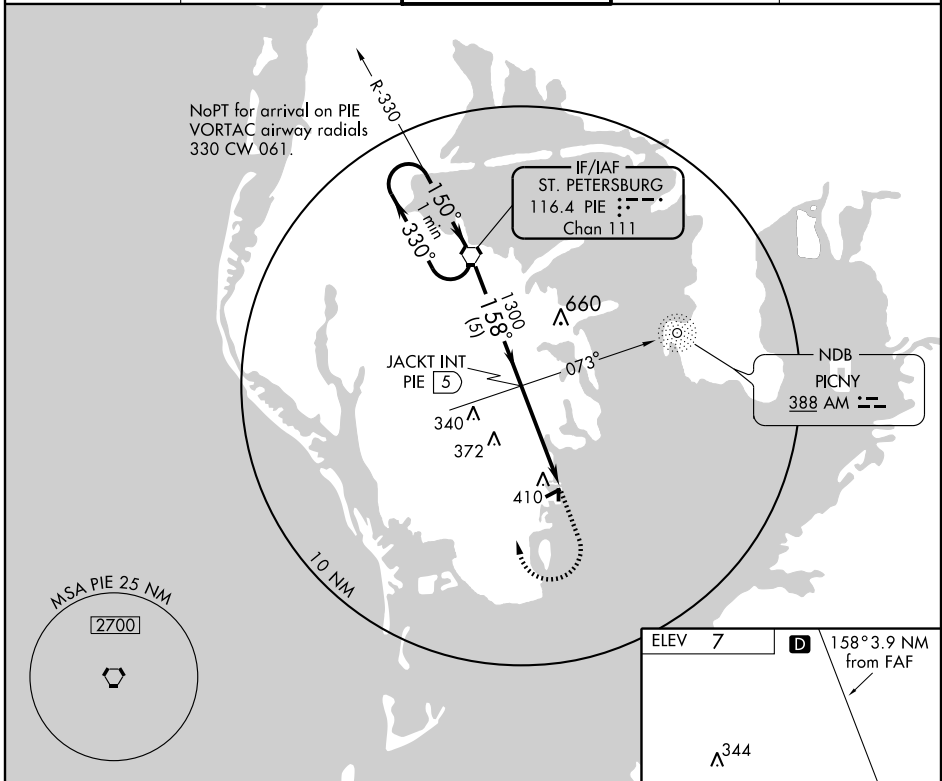 R-330
NoPT for arrival on PIE
VORTAC airway radials
330 CW 061.
IF/IAF
ST. PETERSBURG
116.4 PIE
Chan 111
150°
1 min
330°
1300
158°
(5)
660
JACKT INT
PIE 5
073°
NDB
PICNY
388 AM
340
372
410
10 NM
MSA PIE 25 NM
2700
ELEV 7
D
158° 3.9 NM
from FAF
344